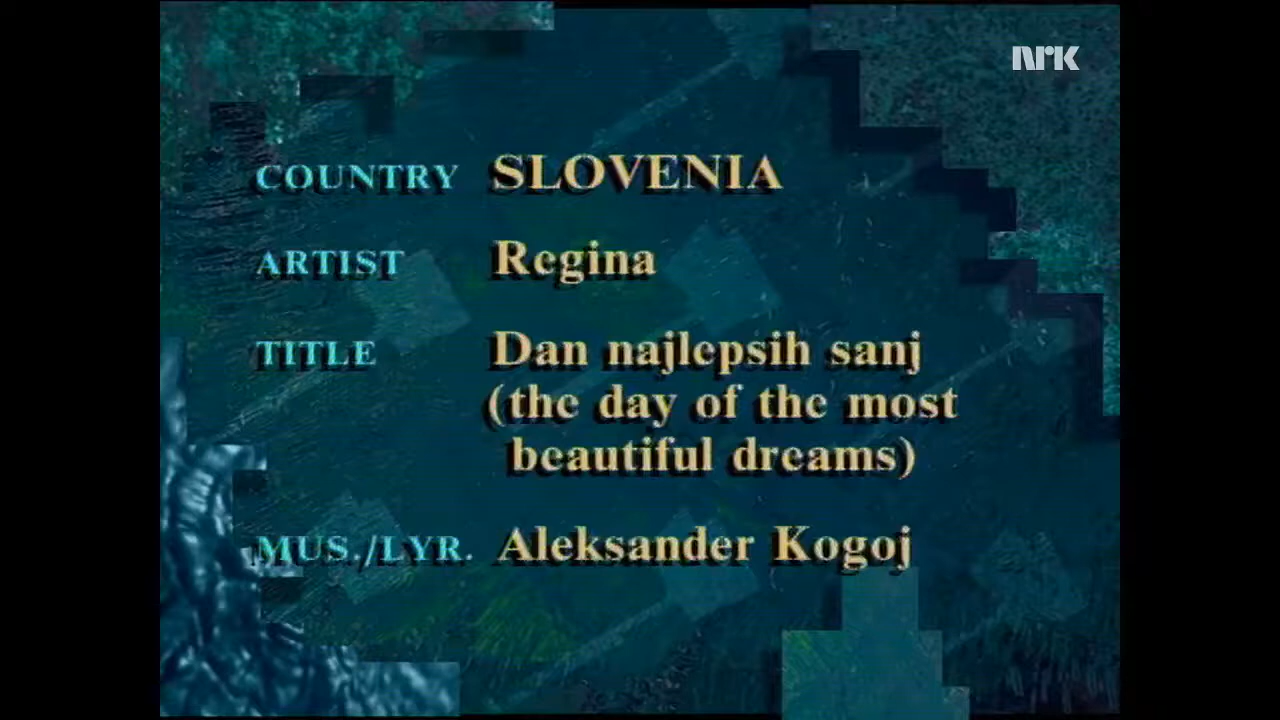 NRK
COUNTRY SLOVENIA
ARTIST Regina
TITLE Dan najlepsih sanj
(the day of the most
beautiful dreams)
MUS./LYR. Aleksander Kogoj